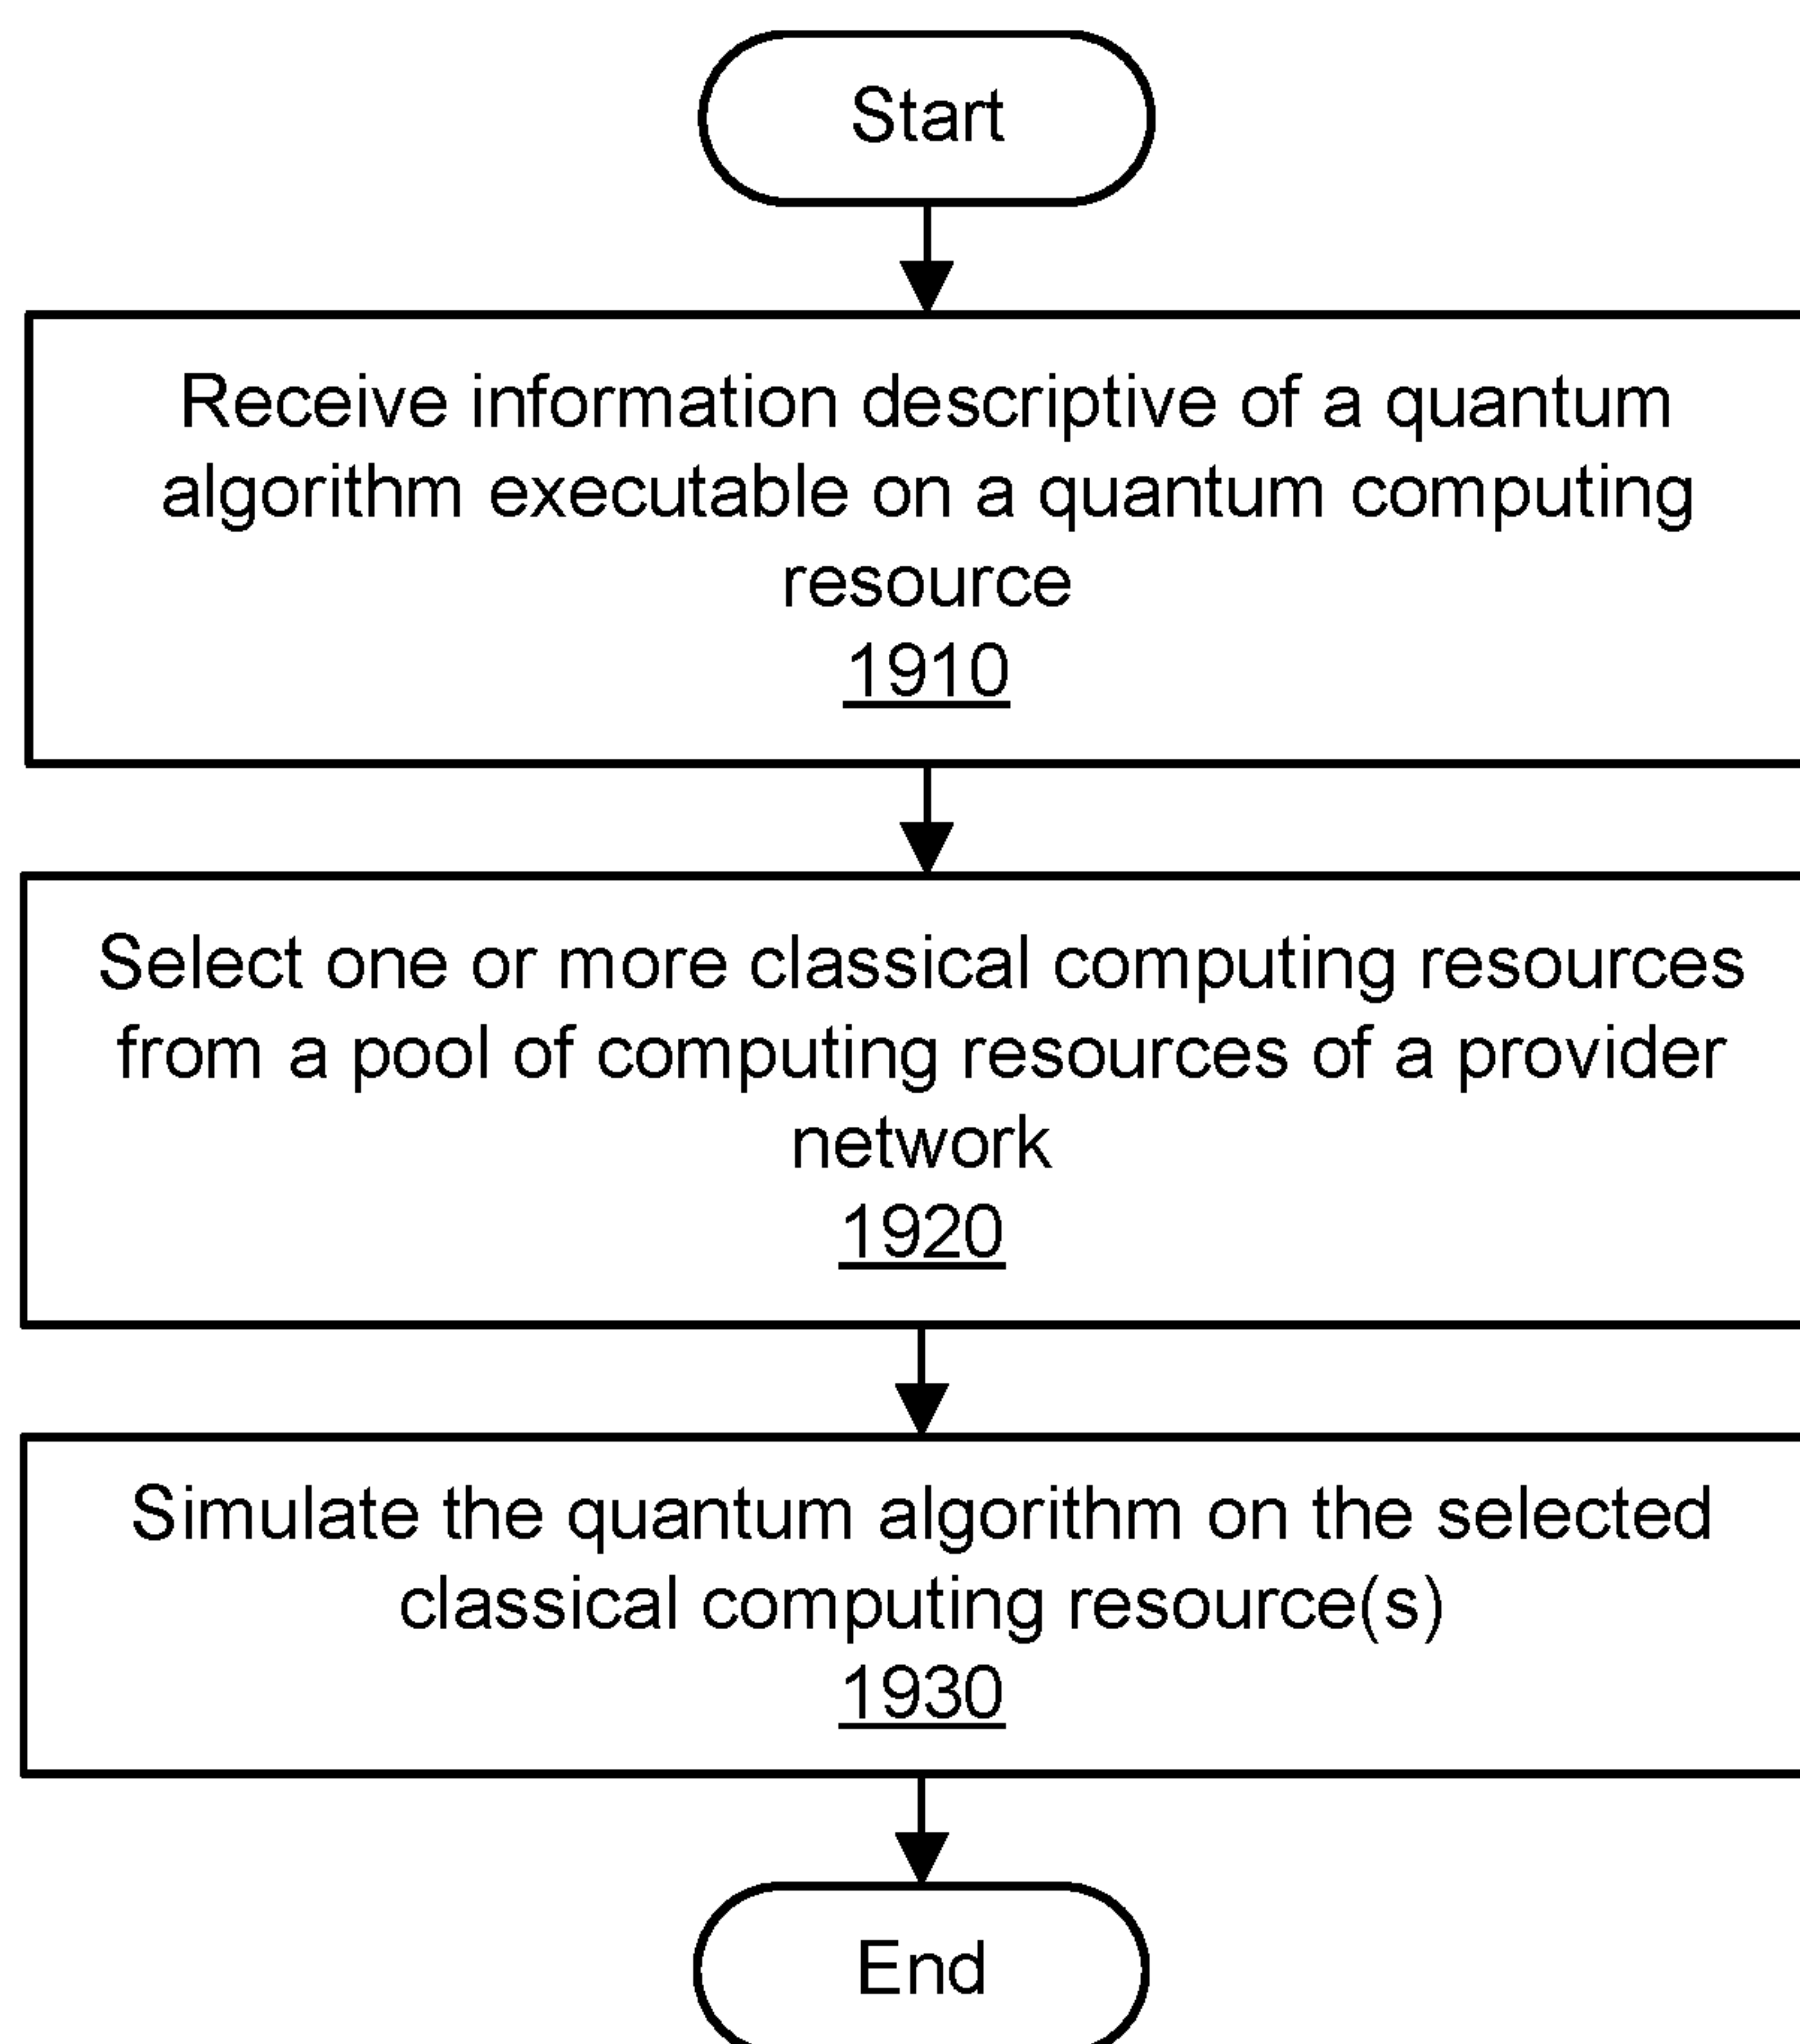 Start
Receive information descriptive of a quantum
algorithm executable on a quantum computing
resource
1910
Select one or more classical computing resources
from a pool of computing resources of a provider
network
1920
Simulate the quantum algorithm on the selected
classical computing resource(s)
1930
End